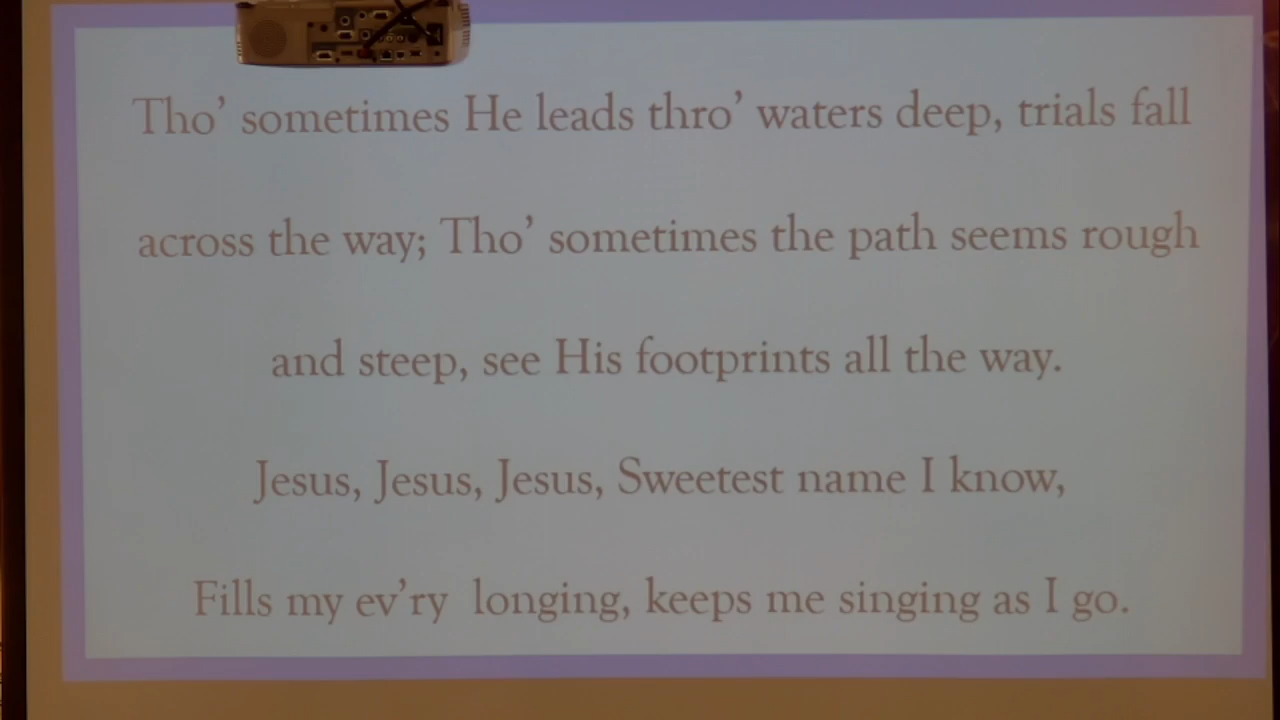 Tho’ sometimes He leads thro’ waters deep, trials fall
across the way; Tho’ sometimes the path seems rough
and steep, see His footprints all the way.
Jesus, Jesus, Jesus, Sweetest name I know,
Fills my ev’ry longing, keeps me singing as I go.